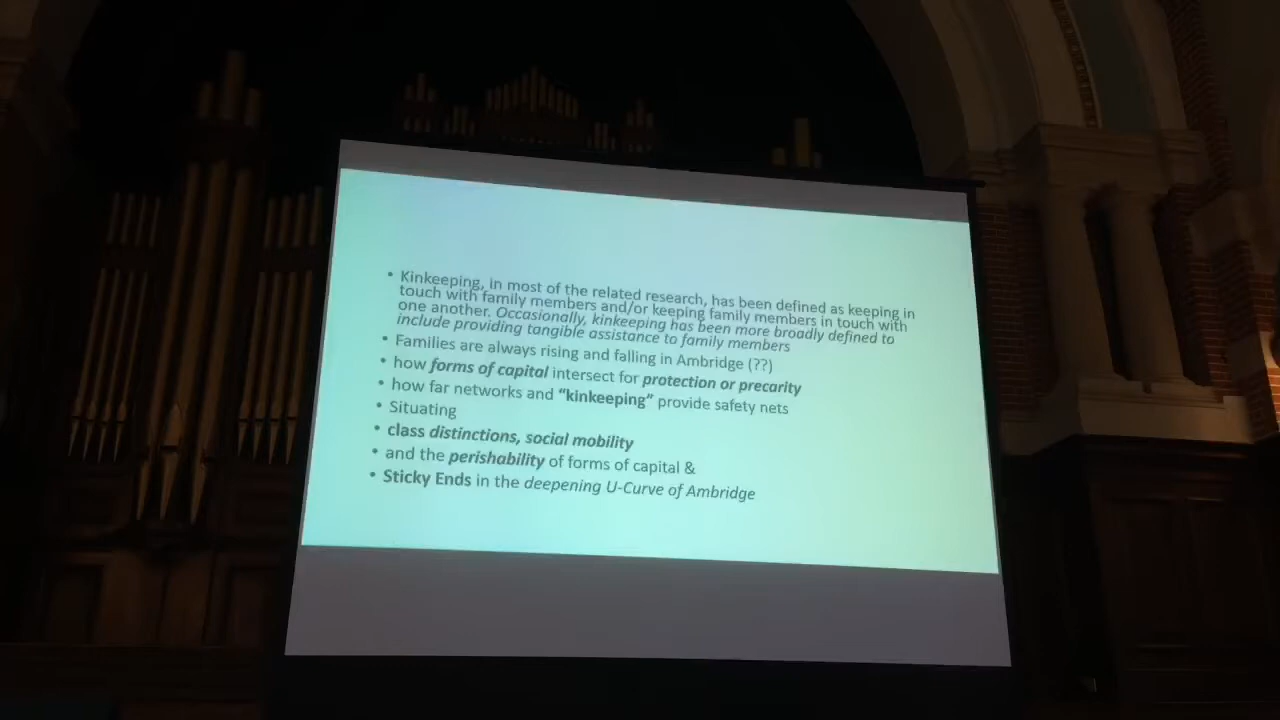 • Kinkeeping, in most of the related research, has been defined as keeping in
touch with family members and/or keeping family members in touch with
one another. Occasionally, kinkeeping has been more broadly defined to
include providing tangible assistance to family members
• Families are always rising and falling in Ambridge (??)
• how forms of capital intersect for protection or precarity
• how far networks and “kinkeeping” provide safety nets
• Situating
• class distinctions, social mobility
• and the perishability of forms of capital &
• Sticky Ends in the deepening U-Curve of Ambridge